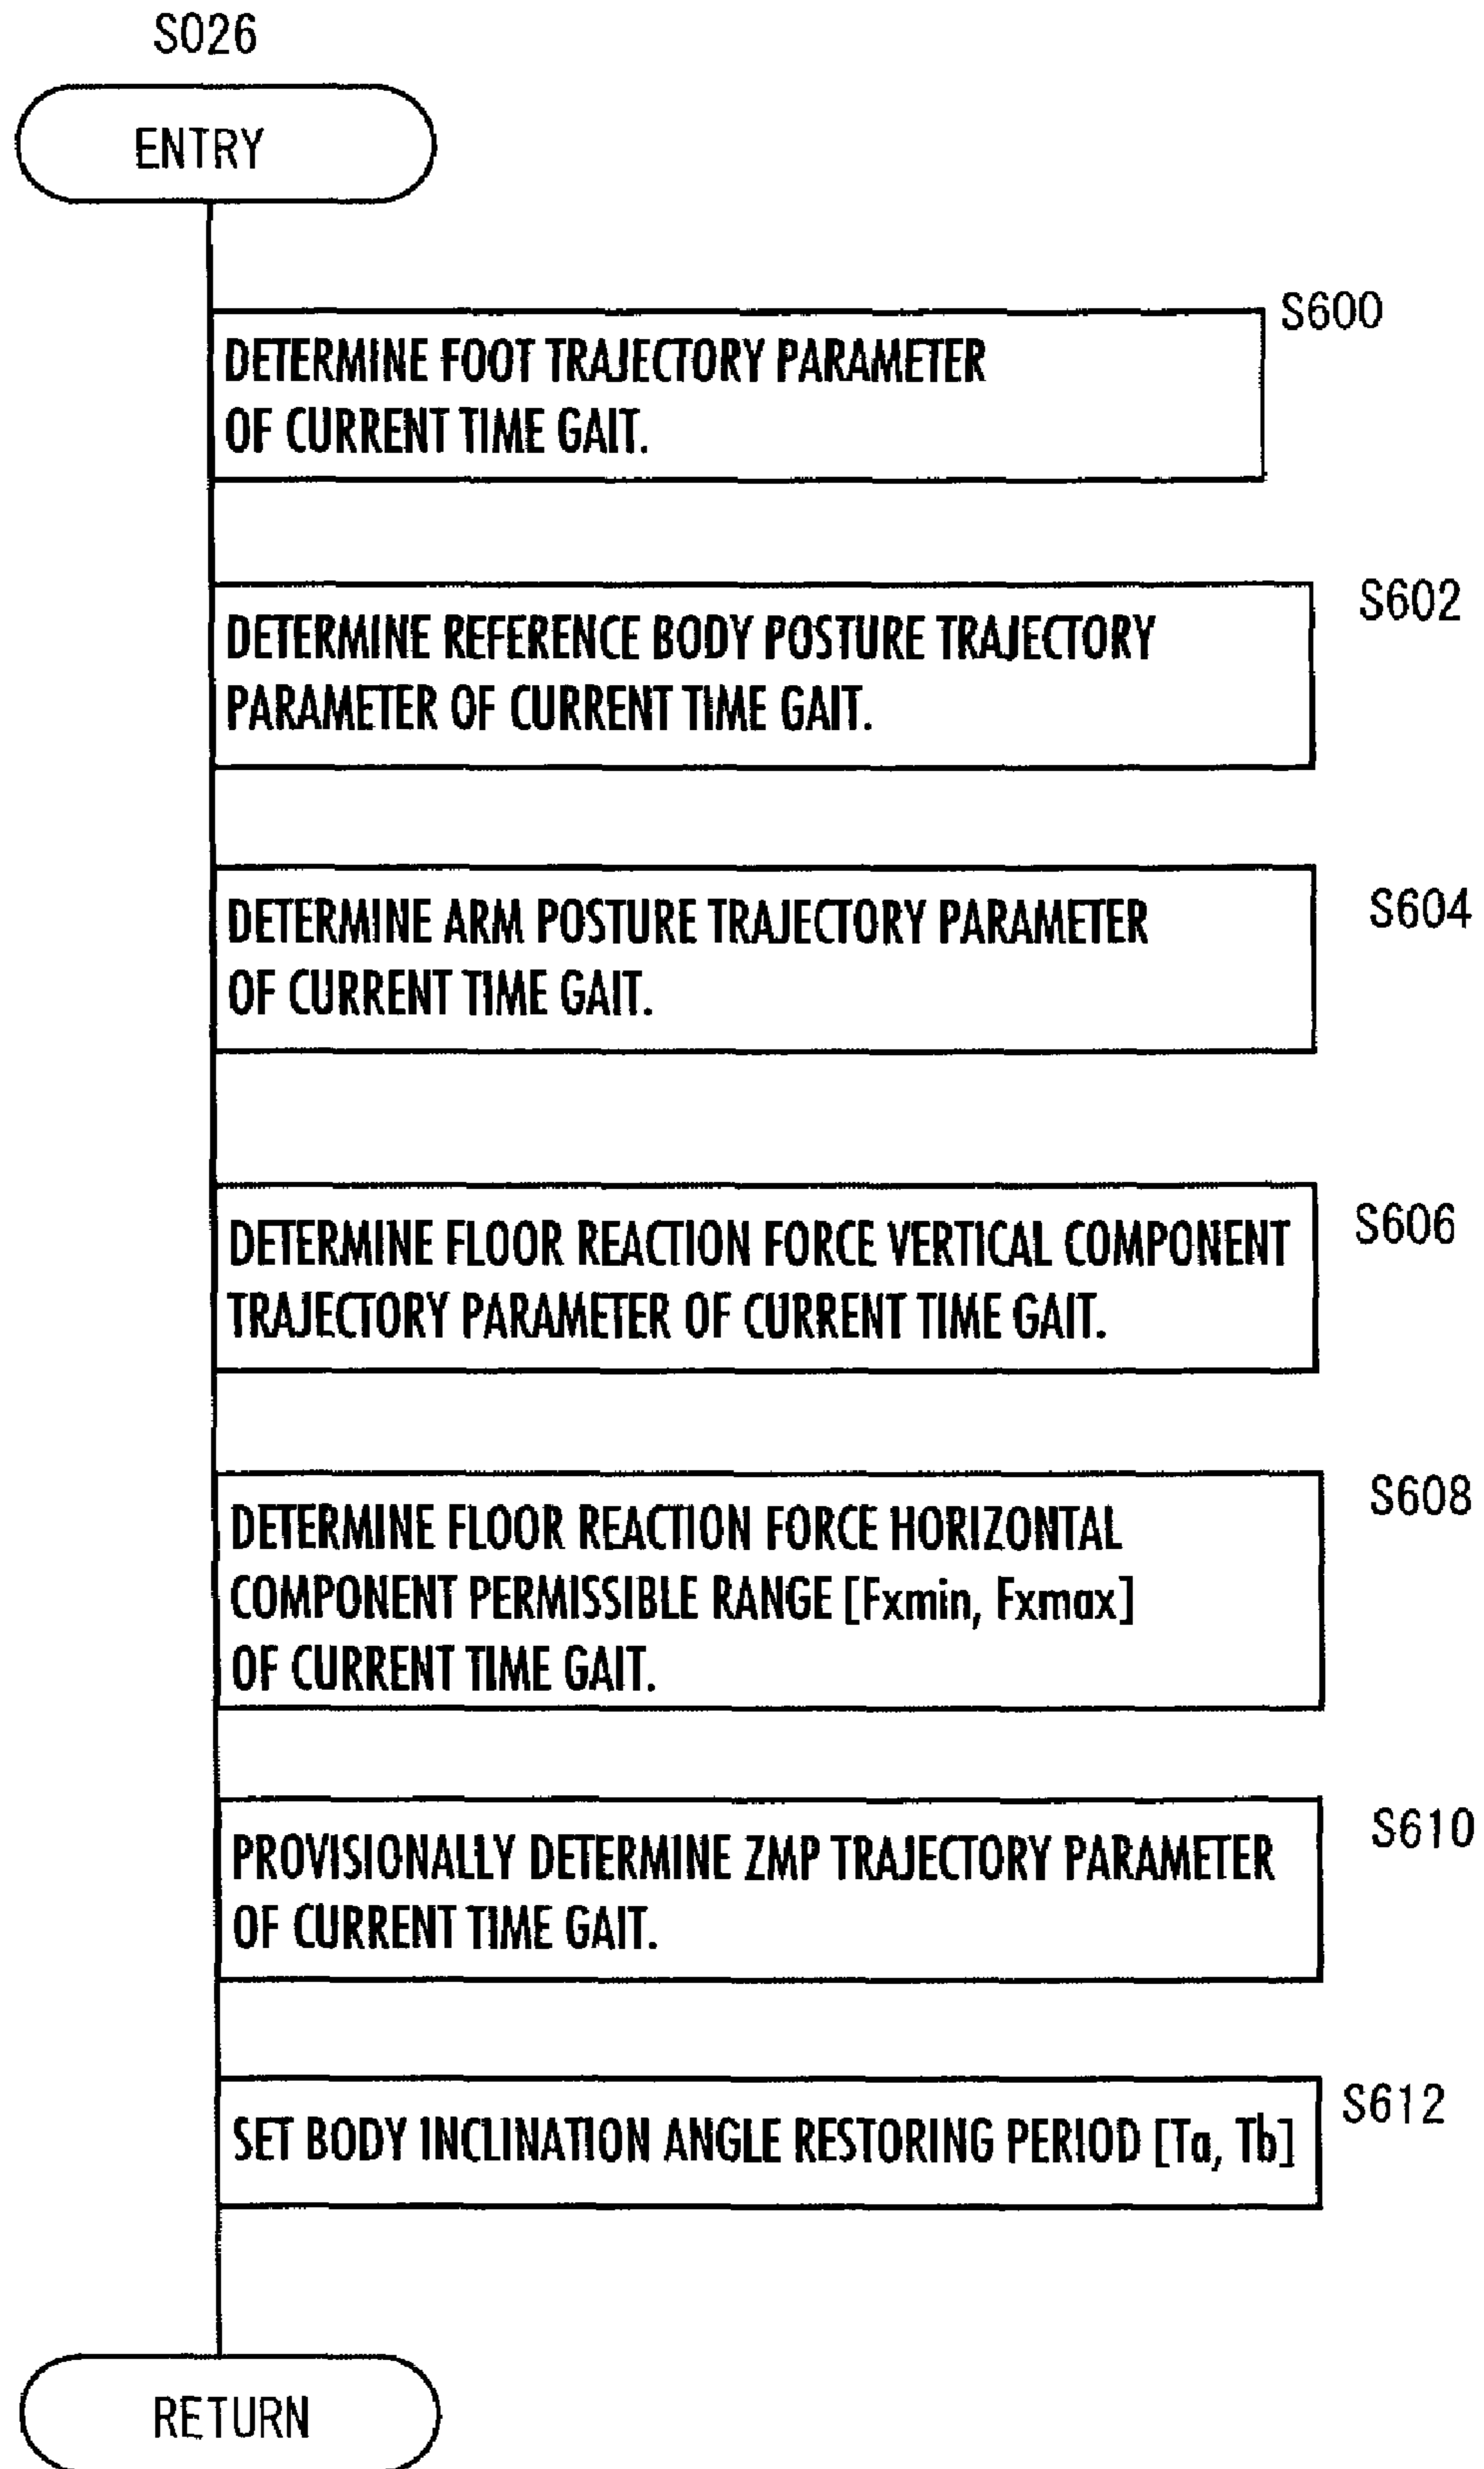 S026
ENTRY
S600
DETERMINE FOOT TRAJECTORY PARAMETER
OF CURRENT TIME GAIT.
S602
DETERMINE REFERENCE BODY POSTURE TRAJECTORY
PARAMETER OF CURRENT TIME GAIT.
S604
DETERMINE ARM POSTURE TRAJECTORY PARAMETER
OF CURRENT TIME GAIT.
S606
DETERMINE FLOOR REACTION FORCE VERTICAL COMPONENT
TRAJECTORY PARAMETER OF CURRENT TIME GAIT.
S608
DETERMINE FLOOR REACTION FORCE HORIZONTAL
COMPONENT PERMISSIBLE RANGE [Fxmin, Fxmax]
OF CURRENT TIME GAIT.
S610
PROVISIONALLY DETERMINE ZMP TRAJECTORY PARAMETER
OF CURRENT TIME GAIT.
S612
SET BODY INCLINATION ANGLE RESTORING PERIOD [Ta, Tb]
RETURN